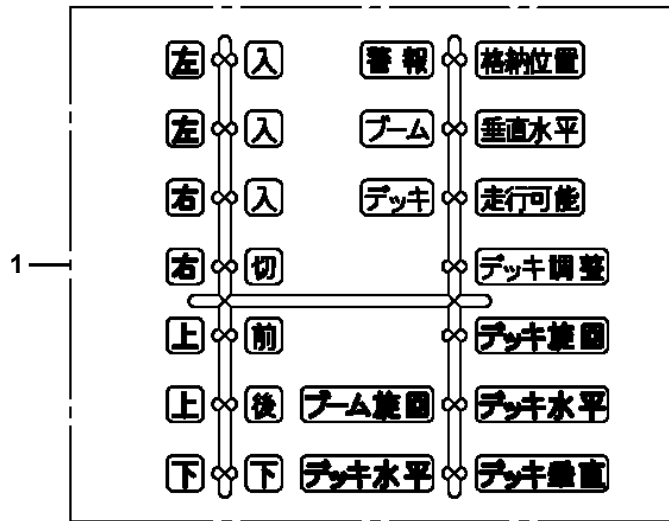 左 入 警報 格納位置
左 入 ブーム 垂直水平
右 入 デッキ 走行可能
1
右 切 デッキ調整
上 前 デッキ旋回
上 後 ブーム旋回 デッキ水平
下 下 デッキ水平 デッキ垂直